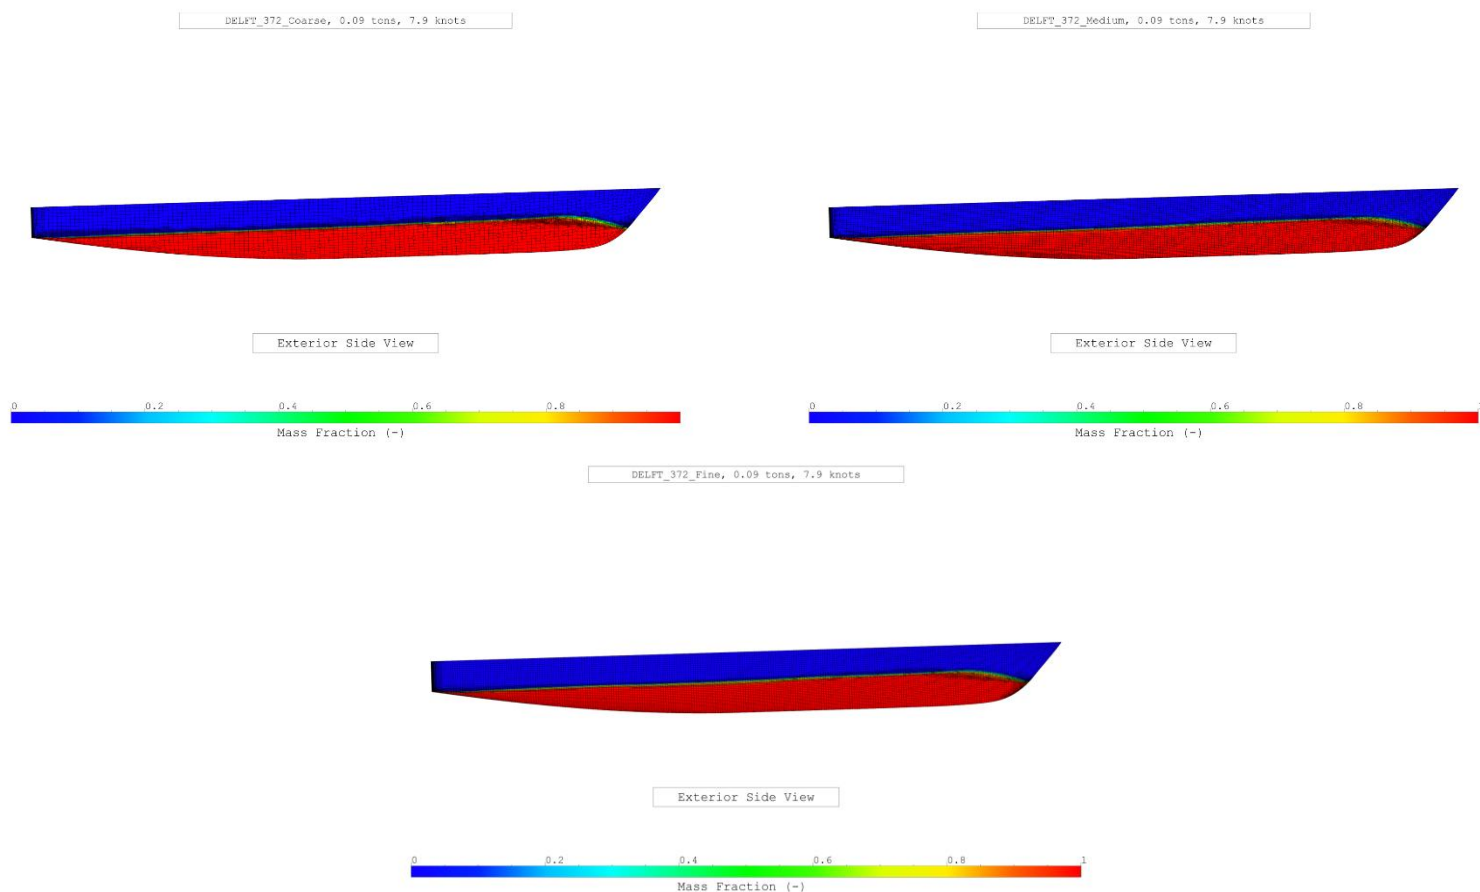 DELFT_372_Coarse, 0.09 tons, 7.9 knots
Exterior Side View
0 0.2 0.4 0.6 0.8
Mass Fraction (-)
DELFT_372_Medium, 0.09 tons, 7.9 knots
Exterior Side View
0 0.2 0.4 0.6 0.8
Mass Fraction (-)
DELFT_372_Fine, 0.09 tons, 7.9 knots
Exterior Side View
0 0.2 0.4 0.6 0.8 1
Mass Fraction (-)